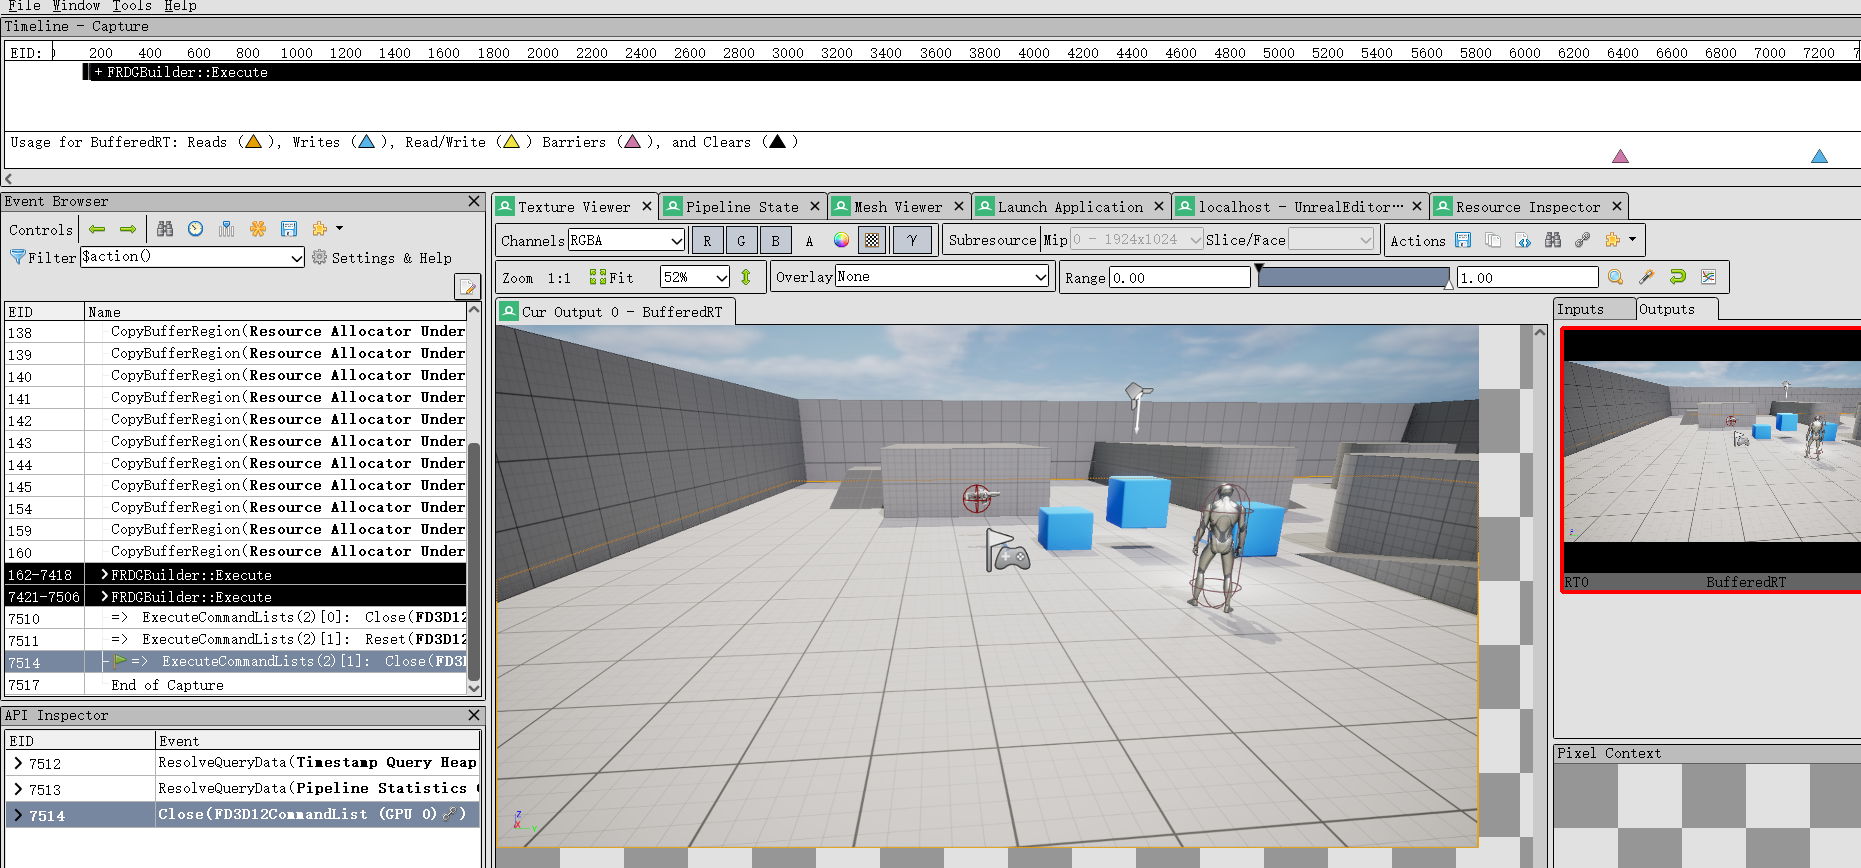 File Window Tools Help
Timeline - Capture
EID: 200 400 600 800 1000 1200 1400 1600 1800 2000 2200 2400 2600 2800 3000 3200 3400 3600 3800 4000 4200 4400 4600 4800 5000 5200 5400 5600 5800 6000 6200 6400 6600 6800 7000 7200
+ FRDGBuilder::Execute
Usage for BufferedRT: Reads ( ), Writes ( ), Read/Write ( ) Barriers ( ), and Clears ( )
Event Browser
Controls
Filter $action() Settings & Help
EID Name
138 CopyBufferRegion(Resource Allocator Under
139 CopyBufferRegion(Resource Allocator Under
140 CopyBufferRegion(Resource Allocator Under
141 CopyBufferRegion(Resource Allocator Under
142 CopyBufferRegion(Resource Allocator Under
143 CopyBufferRegion(Resource Allocator Under
144 CopyBufferRegion(Resource Allocator Under
145 CopyBufferRegion(Resource Allocator Under
154 CopyBufferRegion(Resource Allocator Under
159 CopyBufferRegion(Resource Allocator Under
160 CopyBufferRegion(Resource Allocator Under
162-7418 FRDGBuilder::Execute
7421-7506 FRDGBuilder::Execute
7510 => ExecuteCommandLists(2)[0]: Close(FD3D12
7511 => ExecuteCommandLists(2)[1]: Reset(FD3D12
7514 => ExecuteCommandLists(2)[1]: Close(FD3D
7517 End of Capture
API Inspector
EID Event
7512 ResolveQueryData(Timestamp Query Heap
7513 ResolveQueryData(Pipeline Statistics
7514 Close(FD3D12CommandList (GPU 0) )
Texture Viewer Pipeline State Mesh Viewer Launch Application localhost - UnrealEditor… Resource Inspector
Channels RGBA R G B A γ Subresource Mip 0 - 1924x1024 Slice/Face Actions
Zoom 1:1 Fit 52% Overlay None Range 0.00 1.00
Cur Output 0 - BufferedRT
Z
X
Y
Inputs Outputs
RT0 BufferedRT
Pixel Context